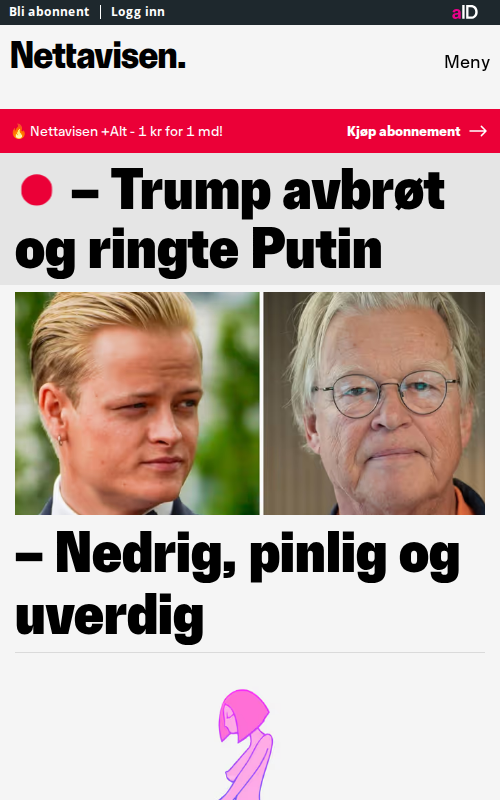 Bli abonnent | Logg inn
aID
Nettavisen.
Meny
🔥 Nettavisen +Alt - 1 kr for 1 md!
Kjøp abonnement →
– Trump avbrøt
og ringte Putin
– Nedrig, pinlig og
uverdig